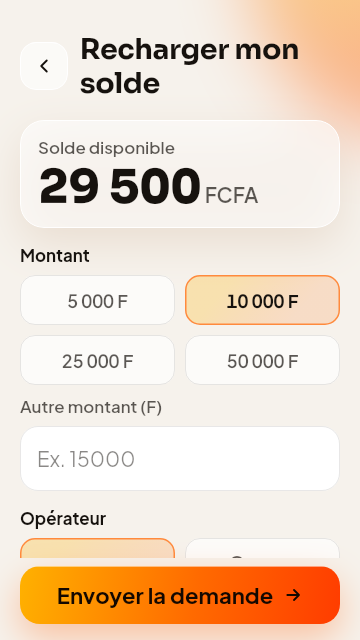 Recharger mon
solde
Solde disponible
29 500 FCFA
Montant
5 000 F
10 000 F
25 000 F
50 000 F
Autre montant (F)
Ex. 15000
Opérateur
Envoyer la demande →